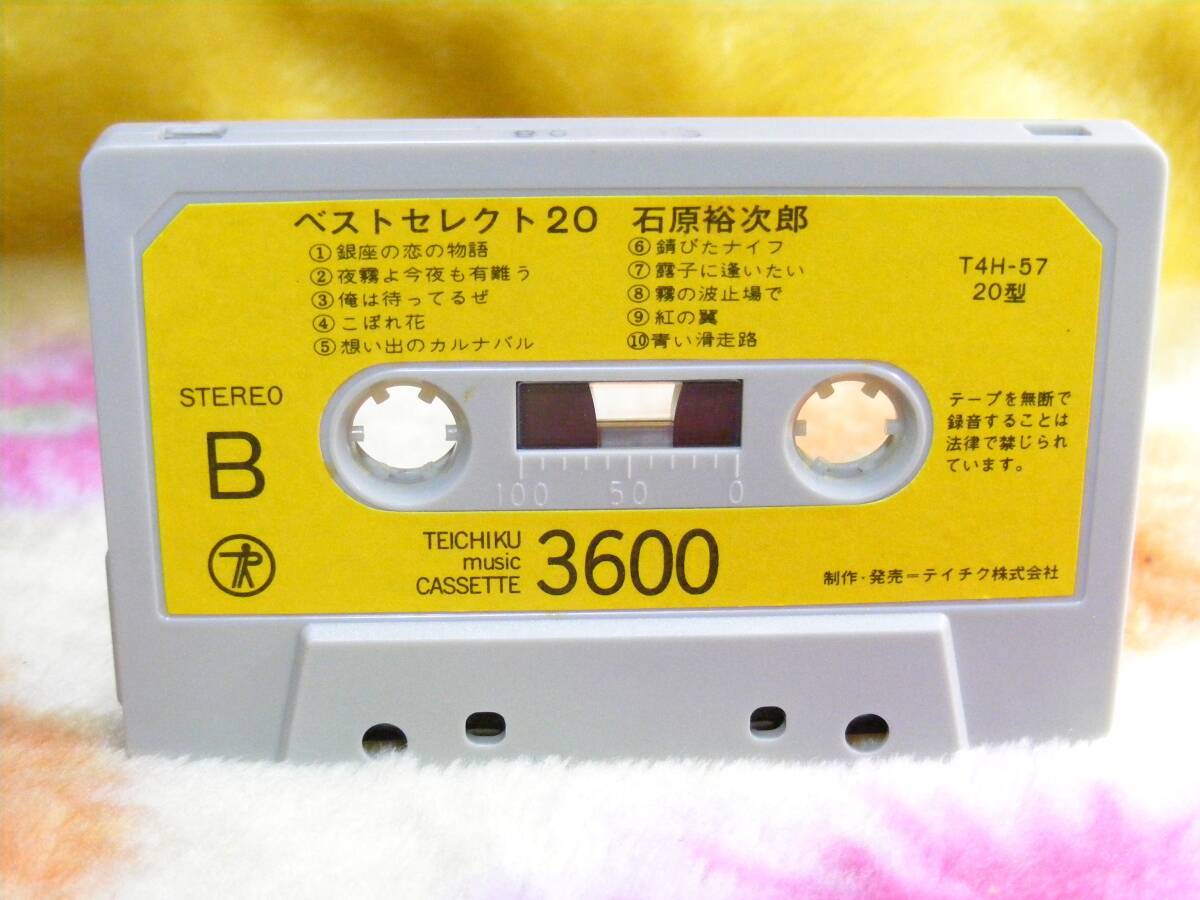 ベストセレクト20 石原裕次郎
①銀座の恋の物語
②夜霧よ今夜も有難う
③俺は待ってるぜ
④こぼれ花
⑤想い出のカルナバル
⑥錆びたナイフ
⑦露子に逢いたい
⑧霧の波止場で
⑨紅の翼
⑩青い滑走路
T4H-57
20型
STEREO
B
テープを無断で
録音することは
法律で禁じられ
ています。
100 50 0
TEICHIKU
music
CASSETTE
3600
制作・発売=テイチク株式会社